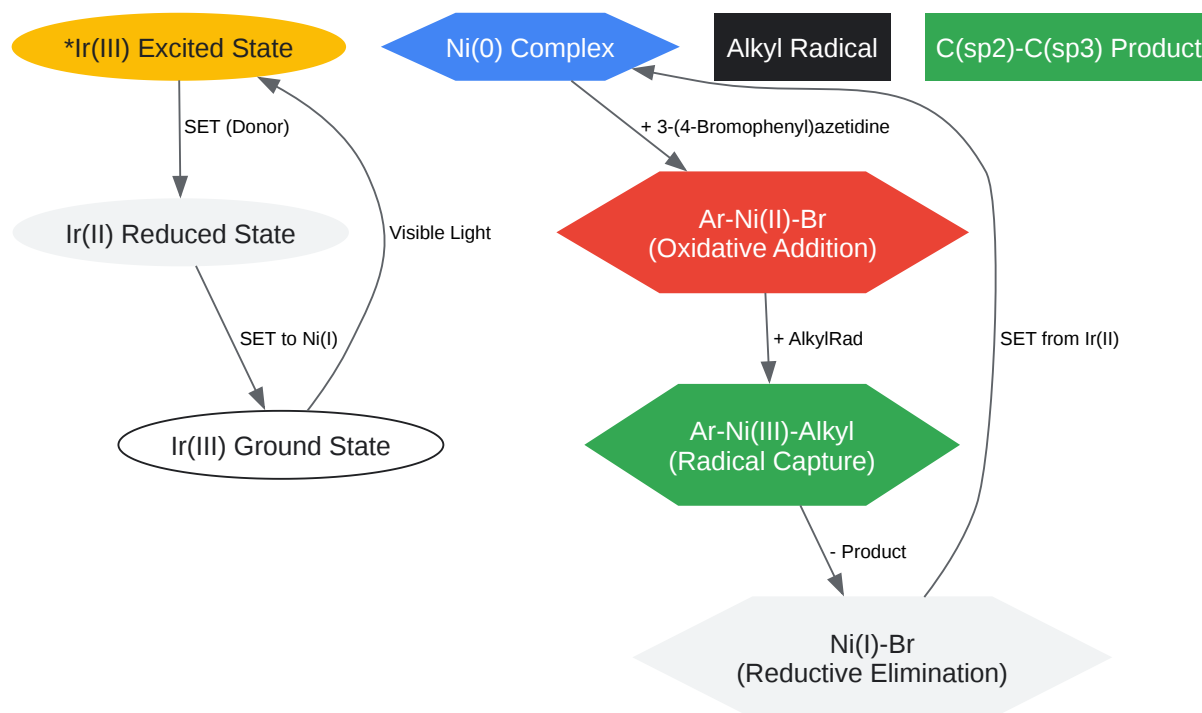 *Ir(III) Excited State
Ni(0) Complex
Alkyl Radical
C(sp2)-C(sp3) Product
SET (Donor)
+ 3-(4-Bromophenyl)azetidine
Ir(II) Reduced State
Visible Light
Ar-Ni(II)-Br
(Oxidative Addition)
SET to Ni(I)
+ AlkylRad
SET from Ir(II)
Ir(III) Ground State
Ar-Ni(III)-Alkyl
(Radical Capture)
- Product
Ni(I)-Br
(Reductive Elimination)